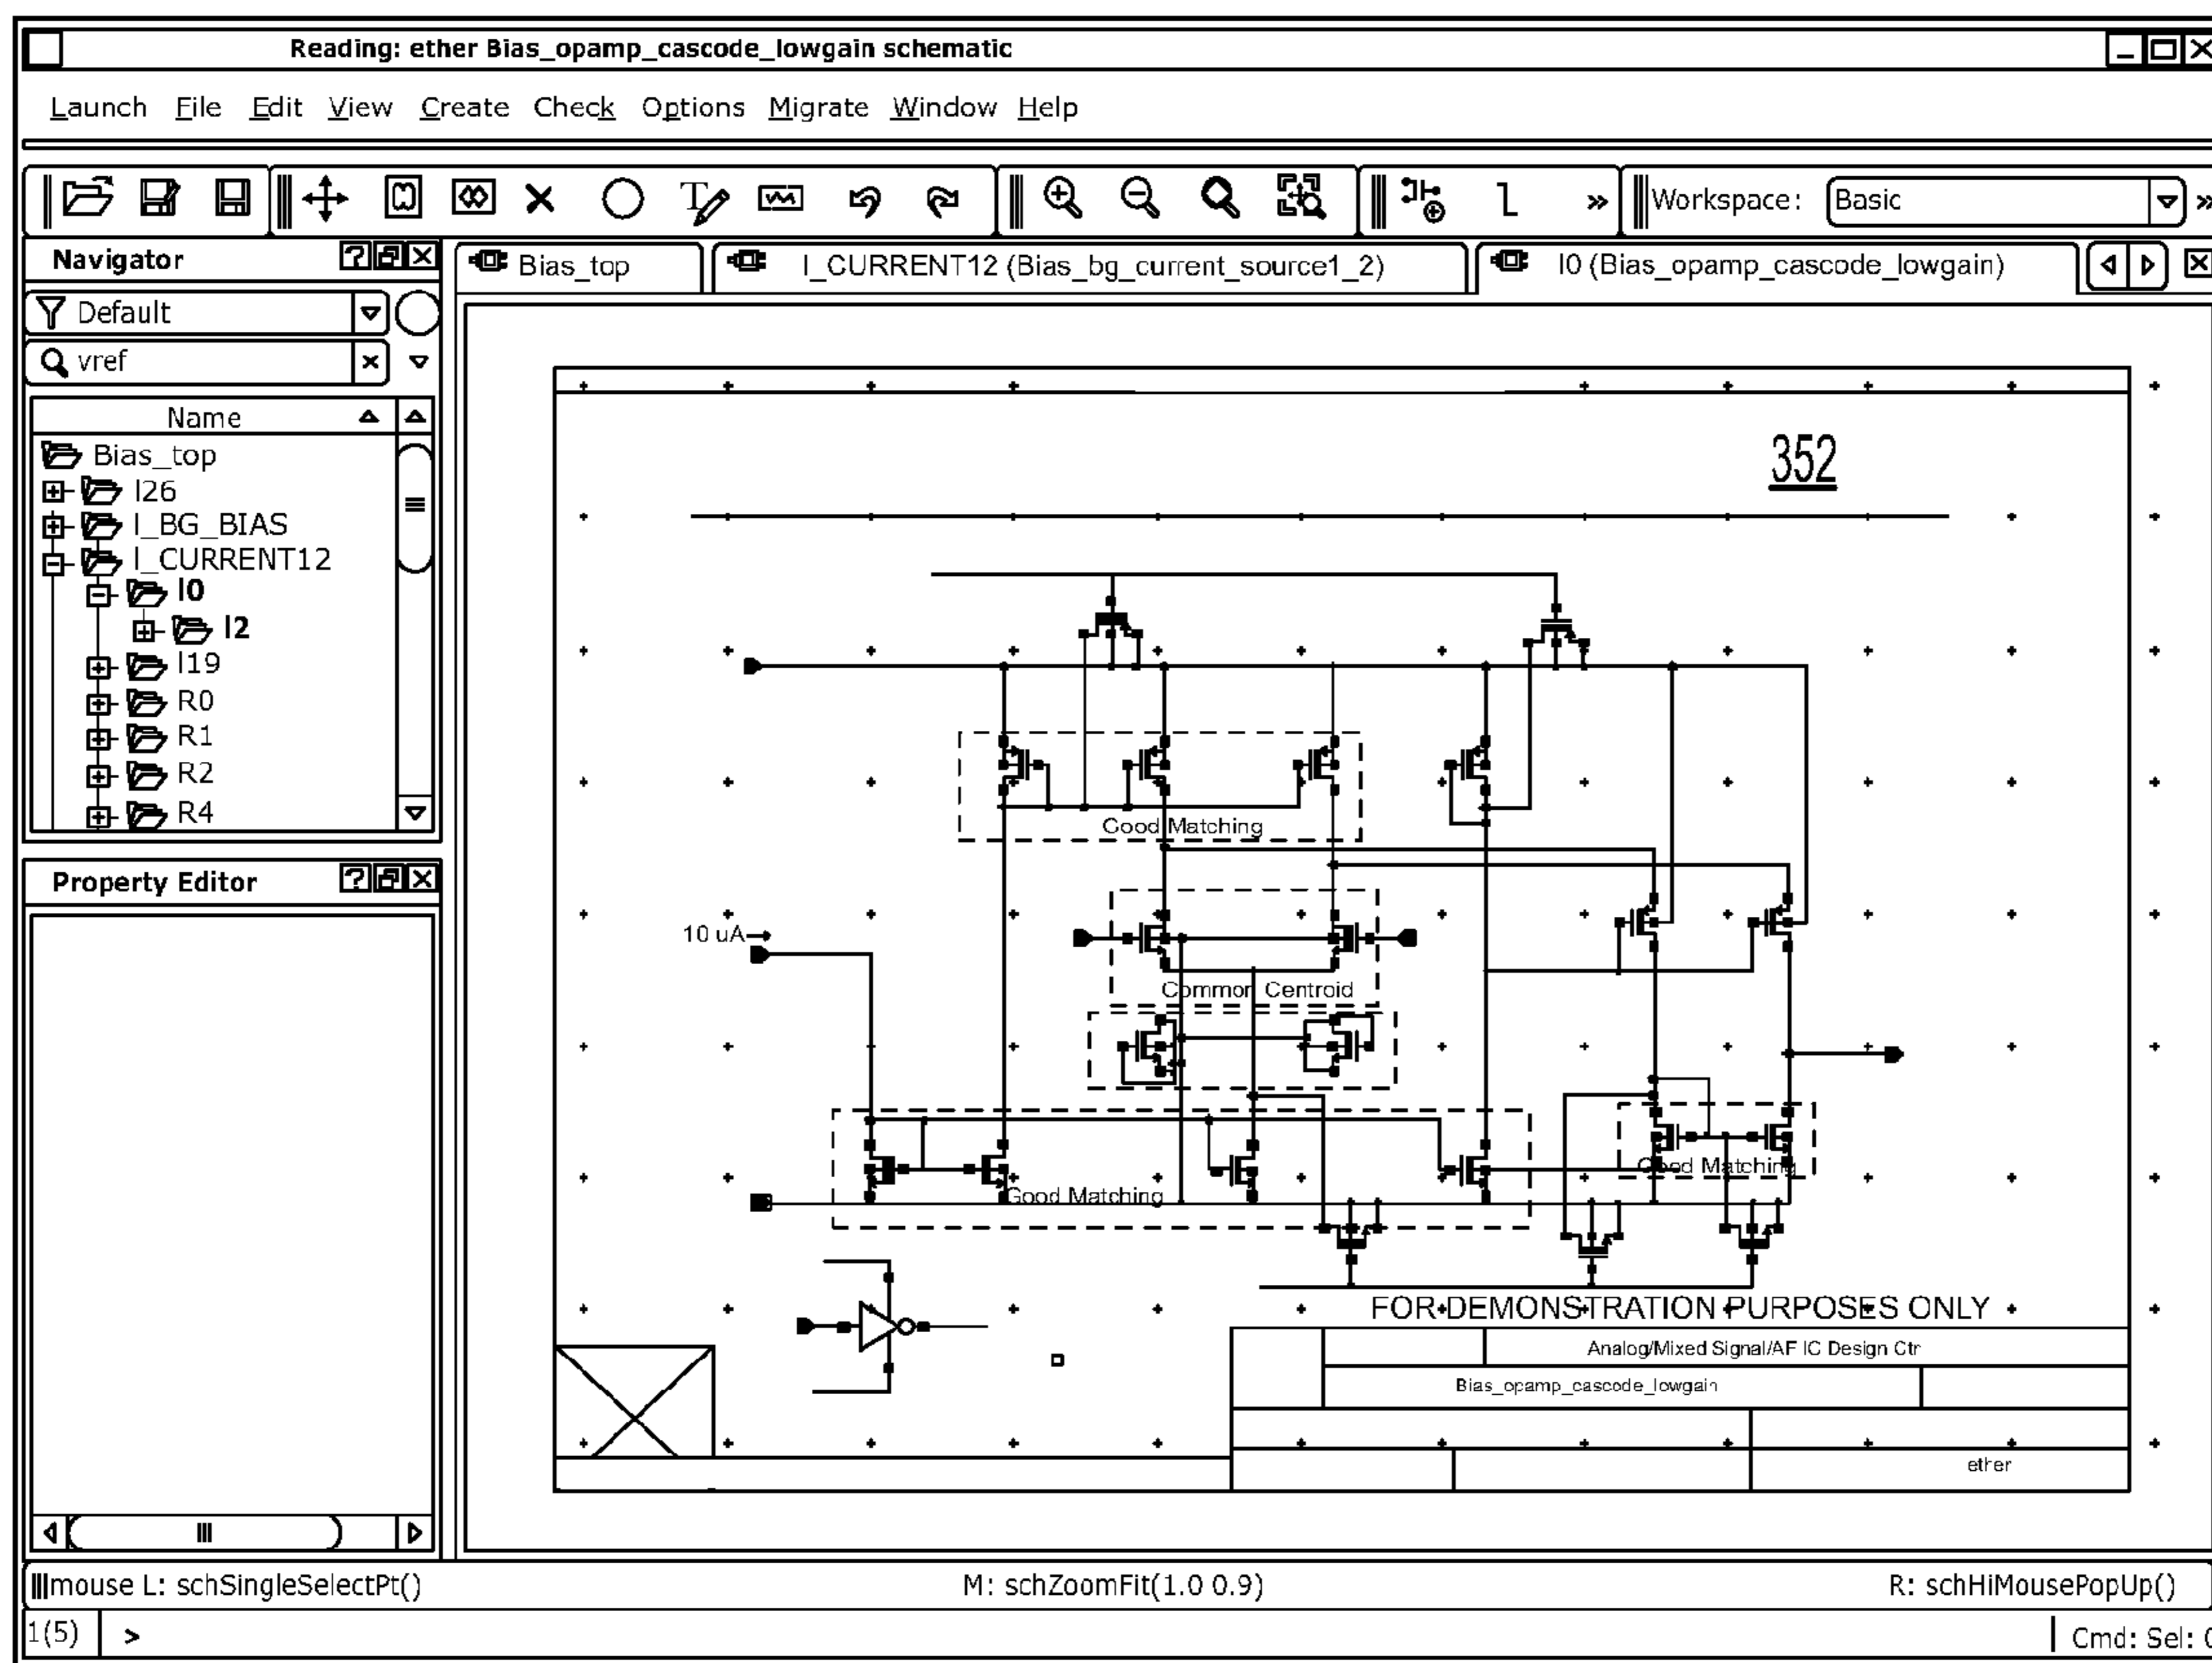 Reading: ether Bias_opamp_cascode_lowgain schematic
Launch File Edit View Create Check Options Migrate Window Help
Workspace: Basic
Navigator
Default
vref
Name
Bias_top
I26
I_BG_BIAS
I_CURRENT12
I0
I2
I19
R0
R1
R2
R4
Property Editor
Bias_top
I_CURRENT12 (Bias_bg_current_source1_2)
I0 (Bias_opamp_cascode_lowgain)
352
Good Matching
10 uA
Common Centroid
Good Matching
Good Matching
FOR DEMONSTRATION PURPOSES ONLY
Analog/Mixed Signal/AF IC Design Ctr
Bias_opamp_cascode_lowgain
ether
mouse L: schSingleSelectPt()
M: schZoomFit(1.0 0.9)
R: schHiMousePopUp()
1(5) >
Cmd: Sel: 0